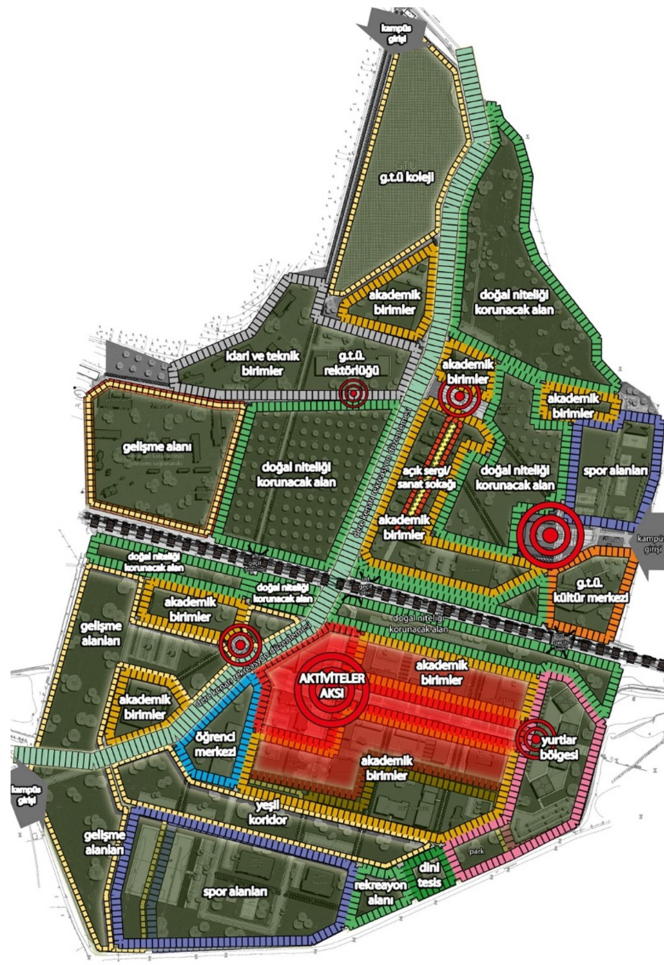 kampüs
girişi
g.t.ü koleji
akademik
birimler
doğal niteliği
korunacak alan
idari ve teknik
birimler
g.t.ü.
rektörlüğü
akademik
birimler
akademik
birimler
gelişme alanı
doğal niteliği
korunacak alan
açık sergi/
sanat sokağı
doğal niteliği
korunacak alan
spor alanları
akademik
birimler
kampüs
girişi
g.t.ü.
kültür merkezi
doğal niteliği
korunacak alan
doğal niteliği
korunacak alan
doğal niteliği
korunacak alan
akademik
birimler
gelişme
alanları
AKTİVİTELER
AKSI
akademik
birimler
akademik
birimler
öğrenci
merkezi
yurtlar
bölgesi
akademik
birimler
kampüs
girişi
yeşil
koridor
gelişme
alanları
park
spor alanları
rekreayon
alanı
dini
tesis